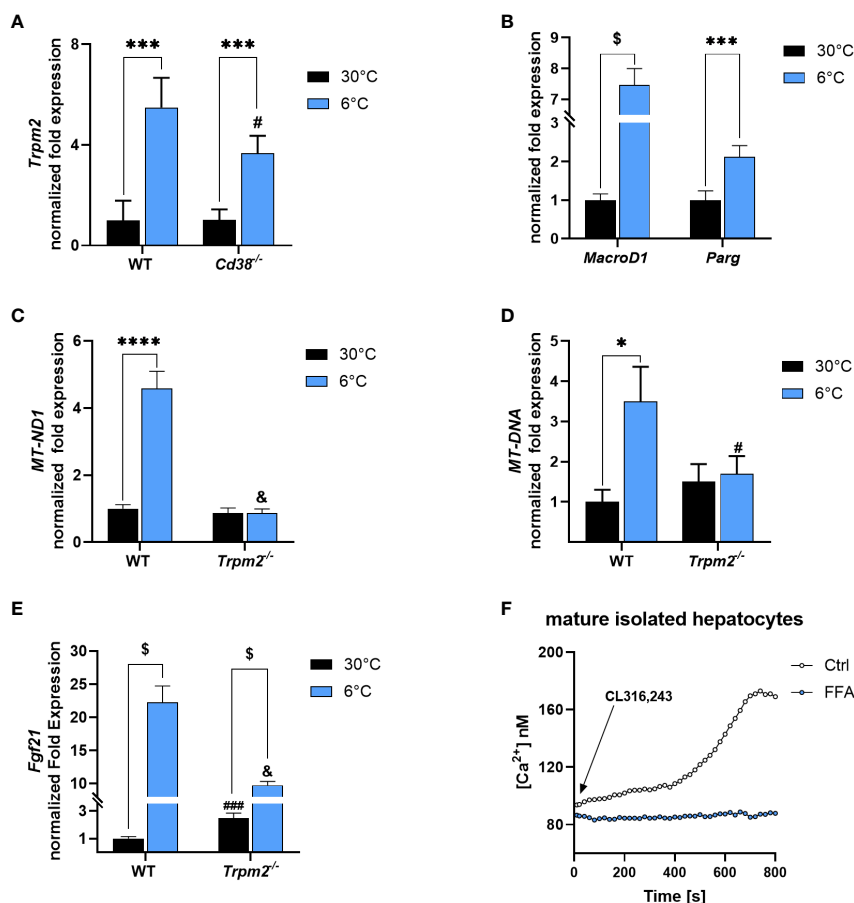 A
Trpm2
normalized fold expression
8
4
0
***
***
#
WT
Cd38-/-
30°C
6°C
B
normalized fold expression
9
8
7
3
2
1
0
$
***
MacroD1
Parg
30°C
6°C
C
MT-ND1
normalized fold expression
6
4
2
0
****
&
WT
Trpm2-/-
30°C
6°C
D
MT-DNA
normalized fold expression
5
4
3
2
1
*
#
WT
Trpm2-/-
30°C
6°C
E
Fgf21
normalized Fold Expression
30
25
20
15
10
3
1
$
$
###
&
WT
Trpm2-/-
30°C
6°C
F
mature isolated hepatocytes
[Ca2+] nM
200
160
120
80
CL316,243
Ctrl
FFA
0
200
400
600
800
Time [s]